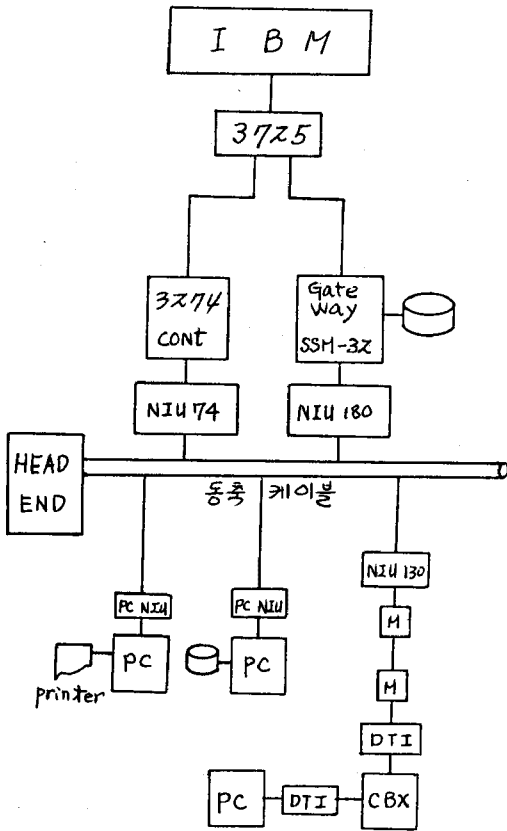 IBM
3725
3274
CONt
Gate
way
SSM-32
NIU 74
NIU 180
HEAD
END
동축 케이블
NIU 130
PC NIU
PC NIU
M
PC
PC
printer
M
DTI
PC
DTI
CBX